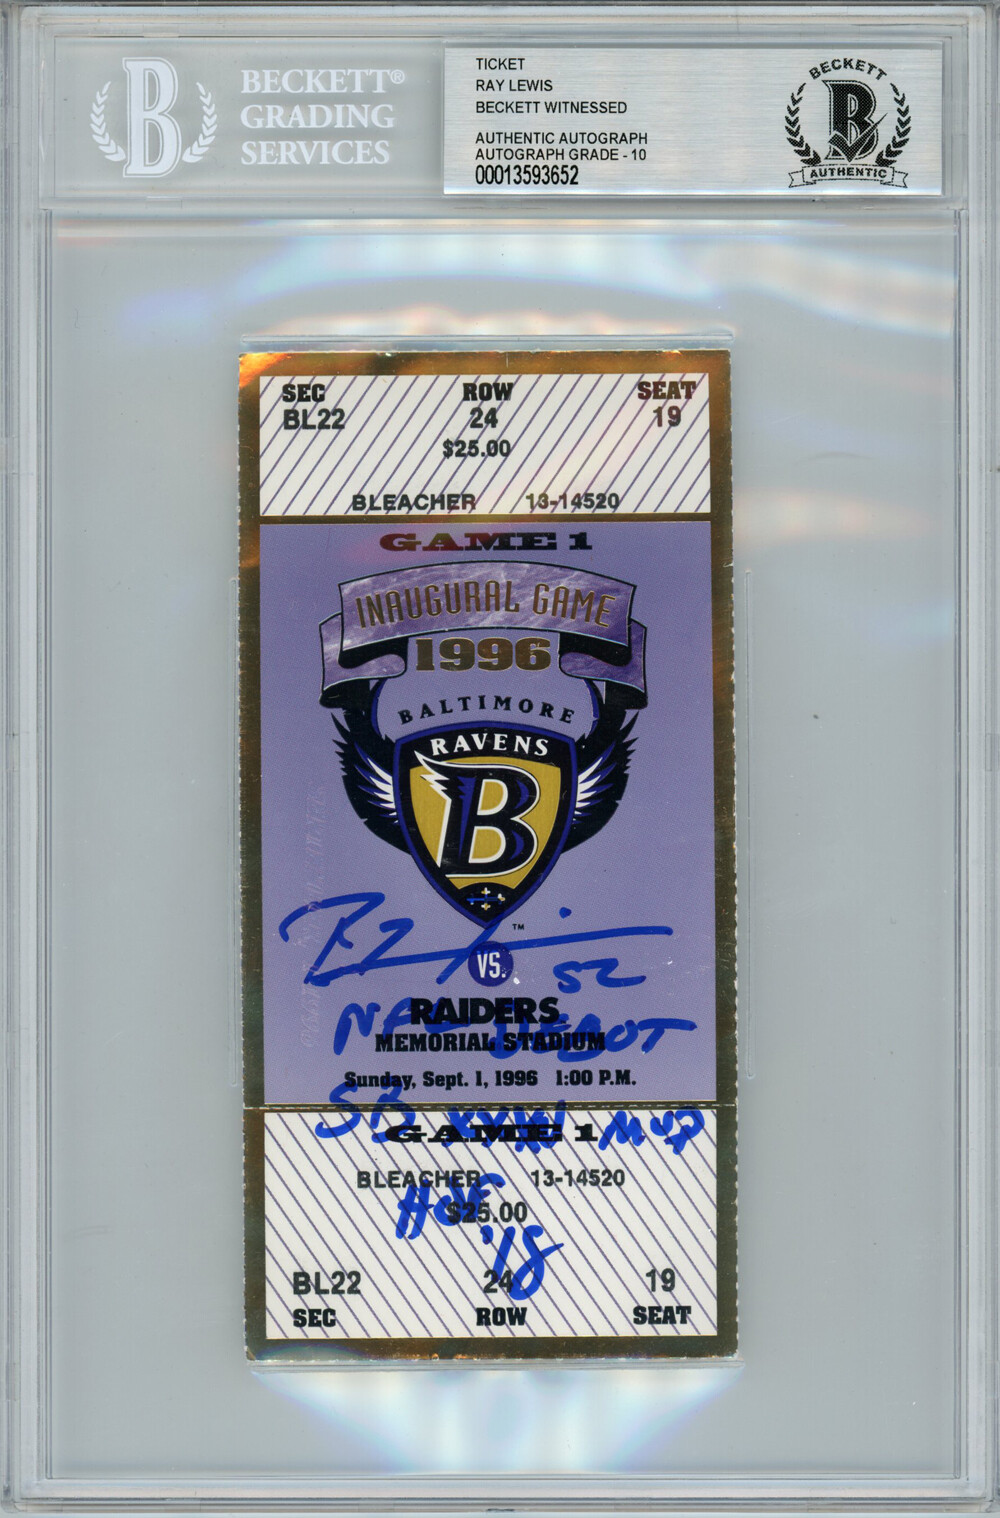 BECKETT®
GRADING
SERVICES
TICKET
RAY LEWIS
BECKETT WITNESSED
AUTHENTIC AUTOGRAPH
AUTOGRAPH GRADE - 10
00013593652
BECKETT
B
AUTHENTIC
SEC ROW SEAT
BL22 24 19
$25.00
BLEACHER 13-14520
GAME 1
INAUGURAL GAME
1996
BALTIMORE
RAVENS
B
™
VS.
52
RAIDERS
NFL DEBUT
MEMORIAL STADIUM
Sunday, Sept. 1, 1996 1:00 P.M.
SB XXXV MVP
GAME 1
BLEACHER 13-14520
HOF
$25.00
'18
BL22 24 19
SEC ROW SEAT